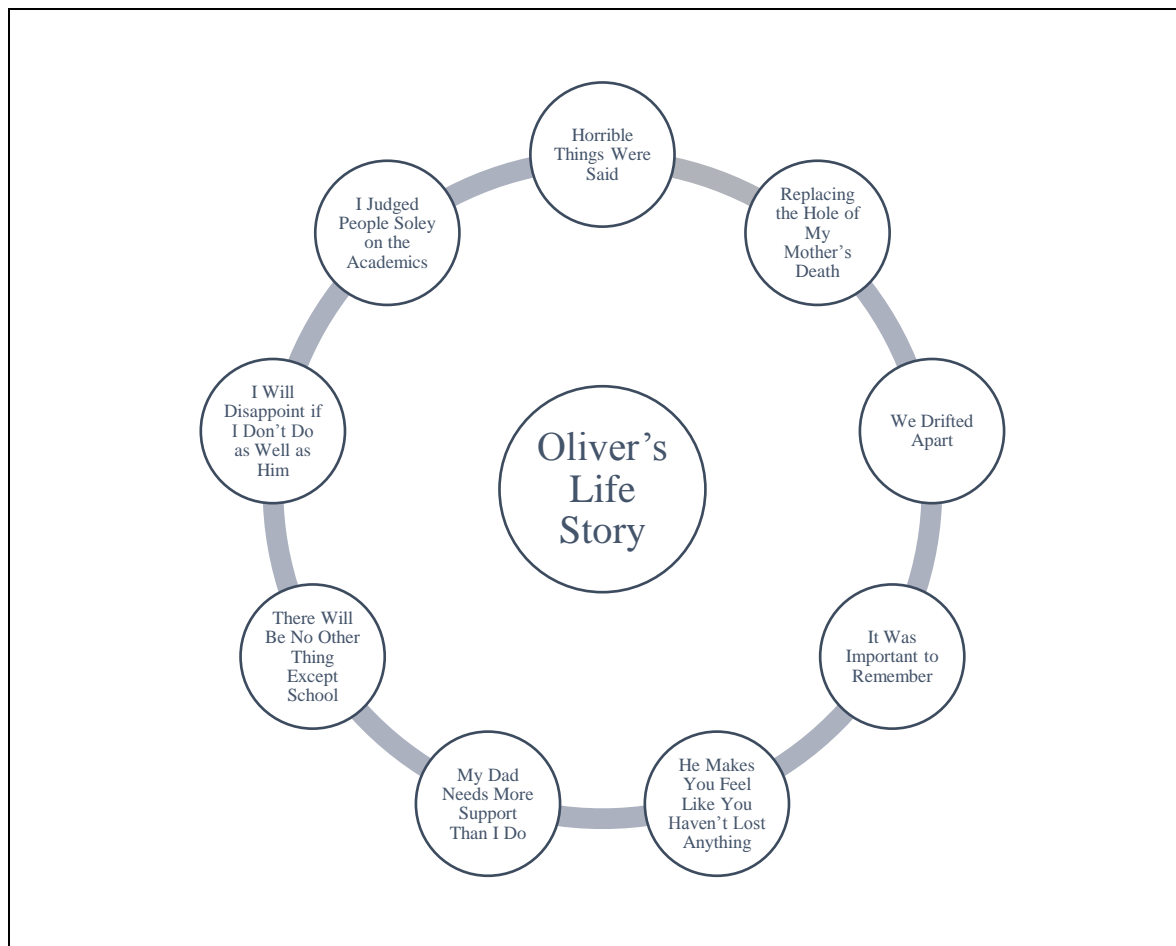 Oliver’s
Life
Story
Horrible
Things Were
Said
Replacing
the Hole of
My
Mother’s
Death
We Drifted
Apart
It Was
Important to
Remember
He Makes
You Feel
Like You
Haven’t Lost
Anything
My Dad
Needs More
Support
Than I Do
There Will
Be No Other
Thing
Except
School
I Will
Disappoint if
I Don’t Do
as Well as
Him
I Judged
People Soley
on the
Academics